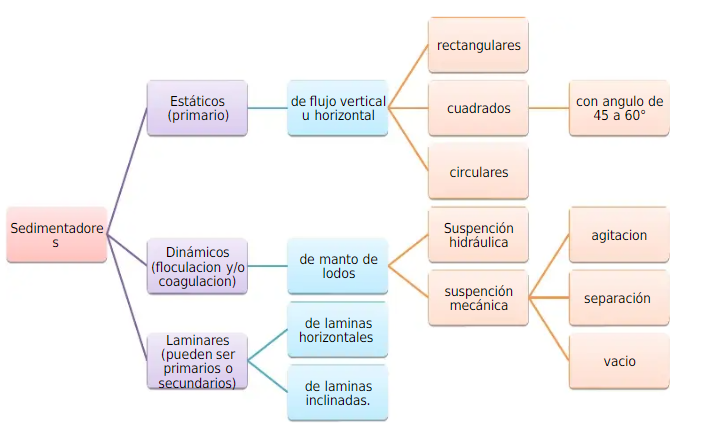 Sedimentadore
s
Estáticos
(primario)
de flujo vertical
u horizontal
rectangulares
cuadrados
con angulo de
45 a 60°
circulares
Dinámicos
(floculacion y/o
coagulacion)
de manto de
lodos
Suspención
hidráulica
suspención
mecánica
agitacion
separación
vacio
Laminares
(pueden ser
primarios o
secundarios)
de laminas
horizontales
de laminas
inclinadas.